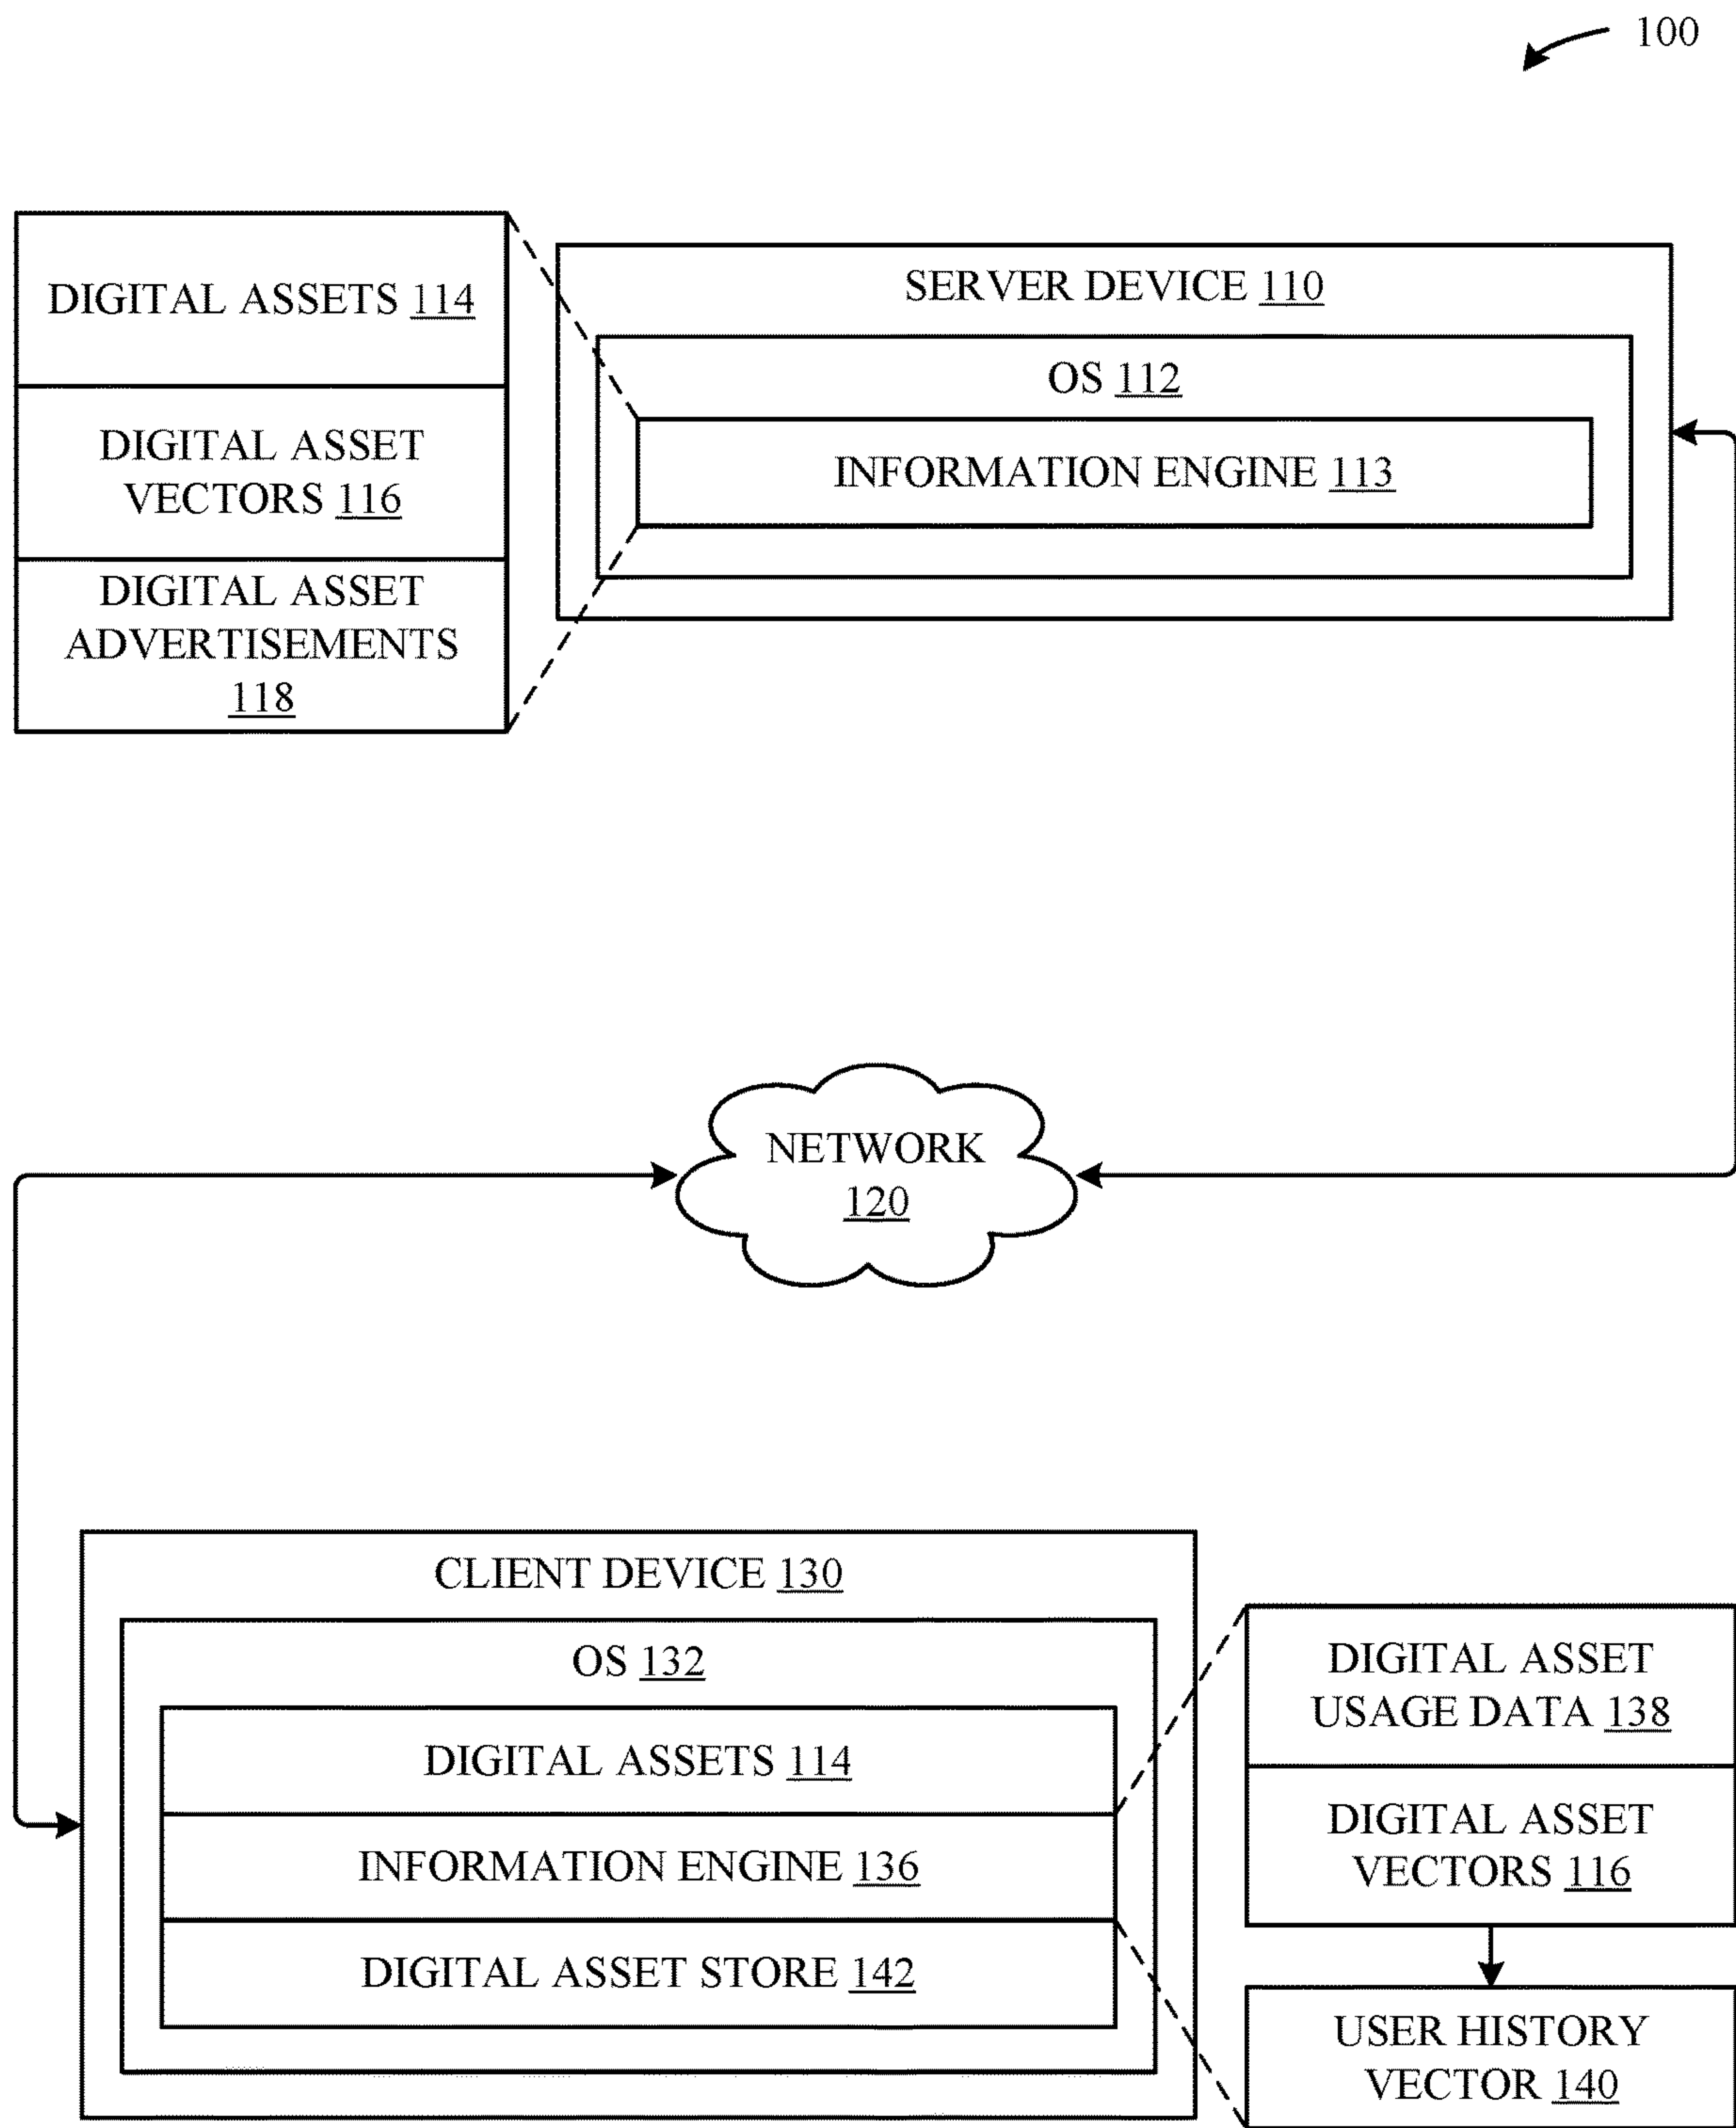 100
DIGITAL ASSETS 114
DIGITAL ASSET
VECTORS 116
DIGITAL ASSET
ADVERTISEMENTS
118
SERVER DEVICE 110
OS 112
INFORMATION ENGINE 113
NETWORK
120
CLIENT DEVICE 130
OS 132
DIGITAL ASSETS 114
INFORMATION ENGINE 136
DIGITAL ASSET STORE 142
DIGITAL ASSET
USAGE DATA 138
DIGITAL ASSET
VECTORS 116
USER HISTORY
VECTOR 140